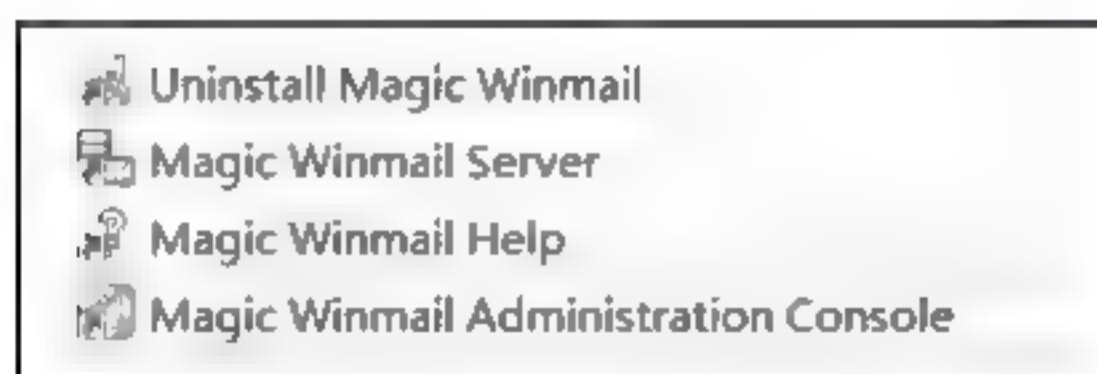 Uninstall Magic Winmail
Magic Winmail Server
Magic Winmail Help
Magic Winmail Administration Console